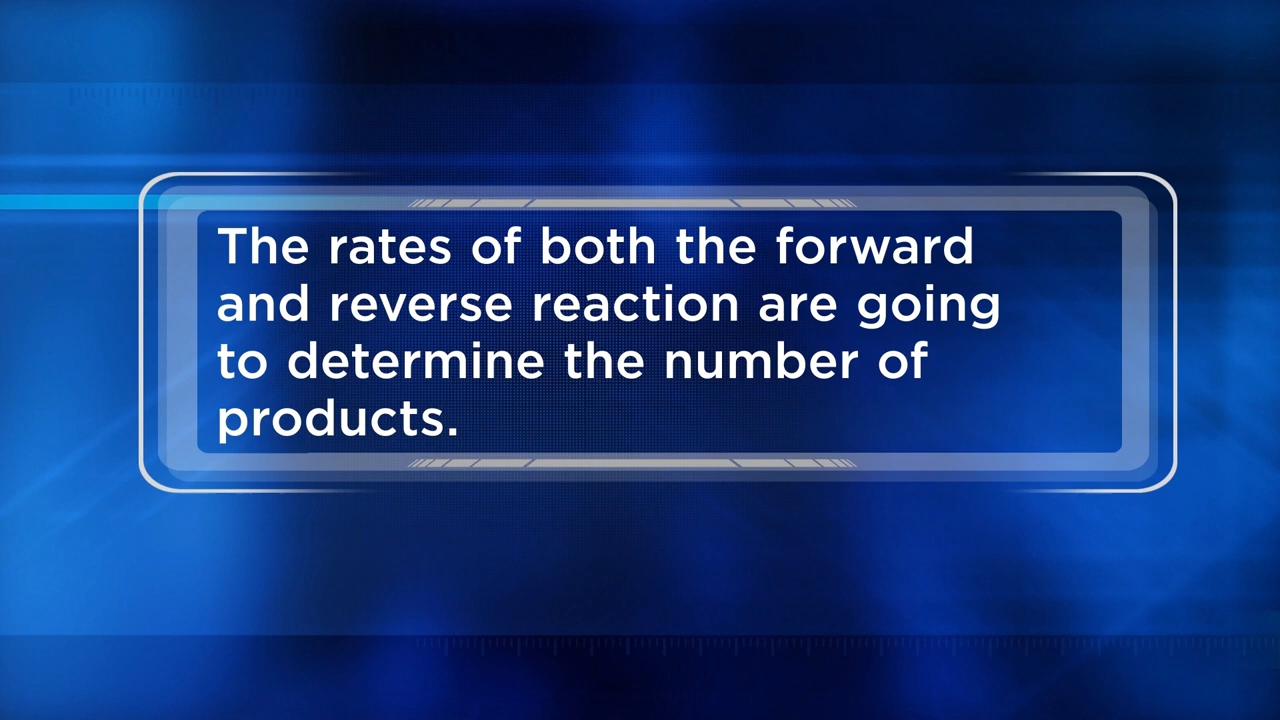 The rates of both the forward
and reverse reaction are going
to determine the number of
products.